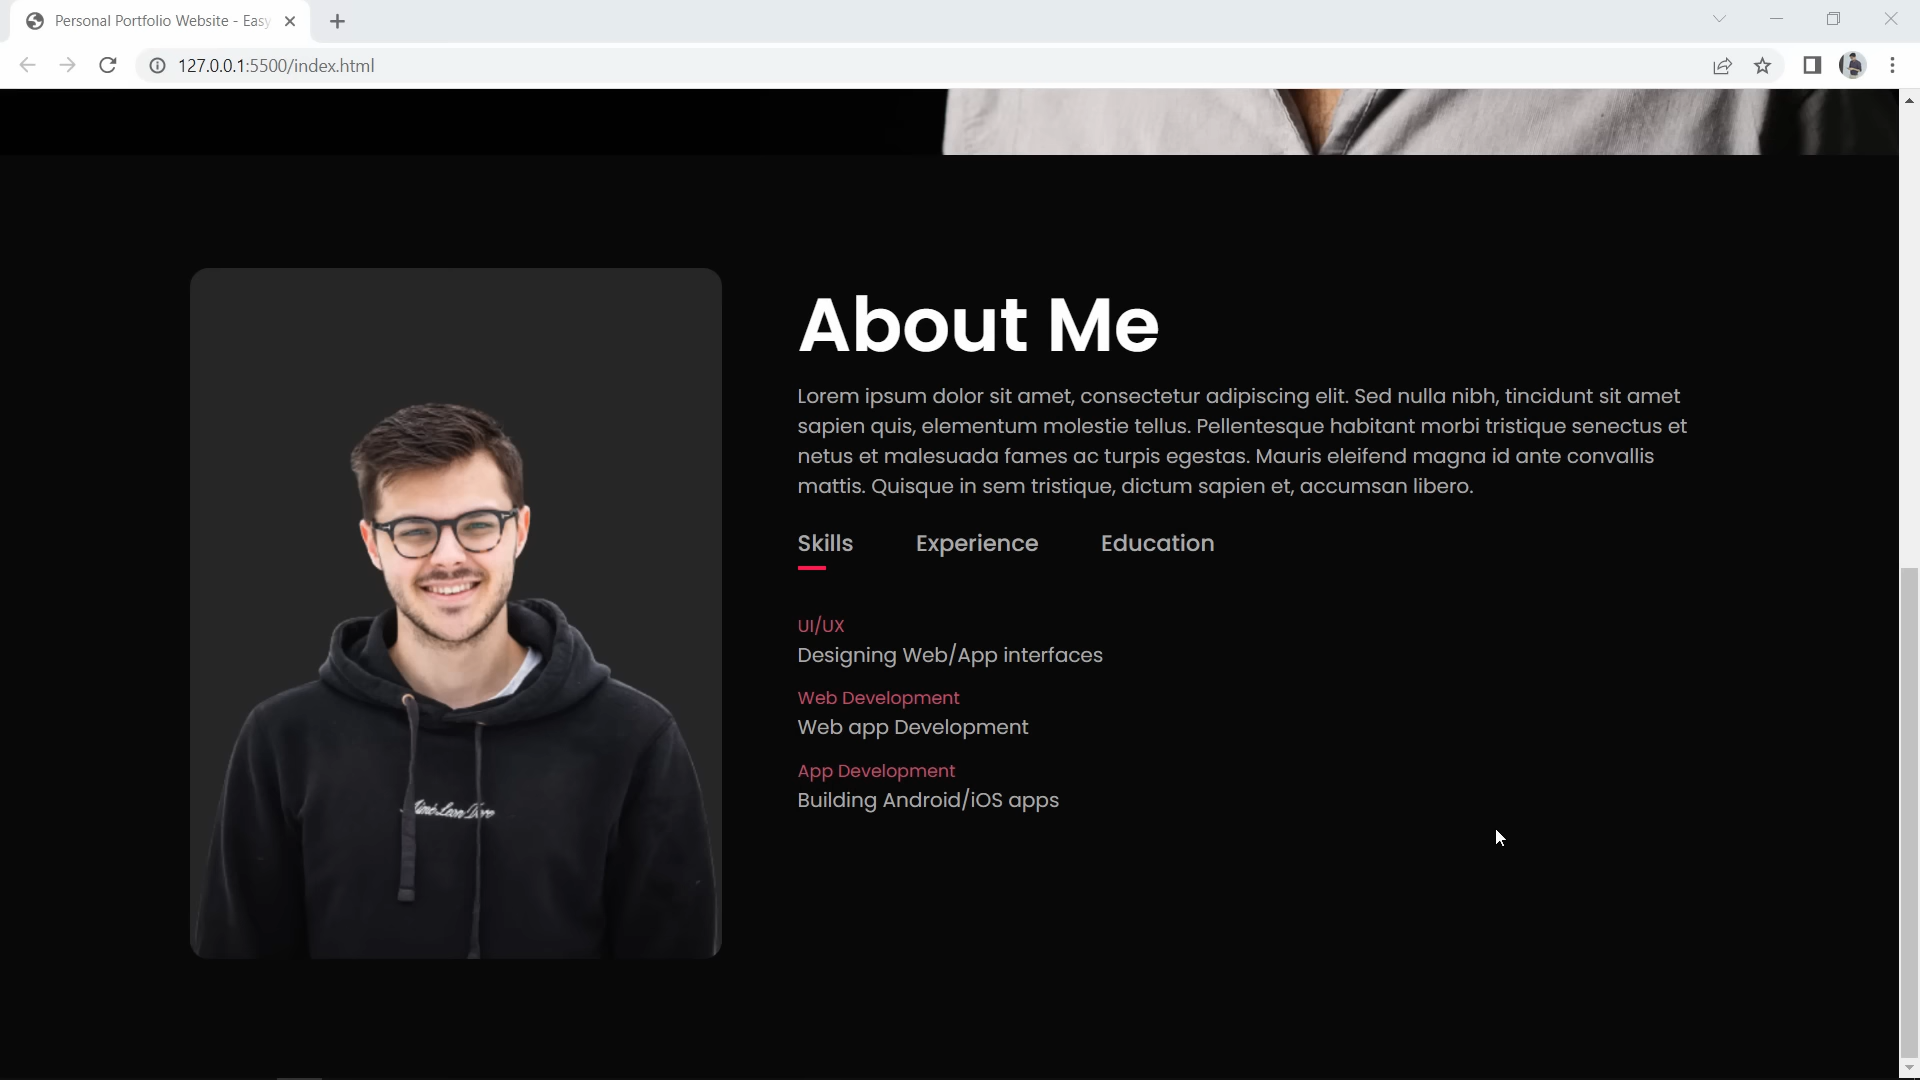 Personal Portfolio Website - Easy
127.0.0.1:5500/index.html
About Me
Lorem ipsum dolor sit amet, consectetur adipiscing elit. Sed nulla nibh, tincidunt sit amet
sapien quis, elementum molestie tellus. Pellentesque habitant morbi tristique senectus et
netus et malesuada fames ac turpis egestas. Mauris eleifend magna id ante convallis
mattis. Quisque in sem tristique, dictum sapien et, accumsan libero.
Skills Experience Education
UI/UX
Designing Web/App interfaces
Web Development
Web app Development
App Development
Building Android/iOS apps
Leon Dore